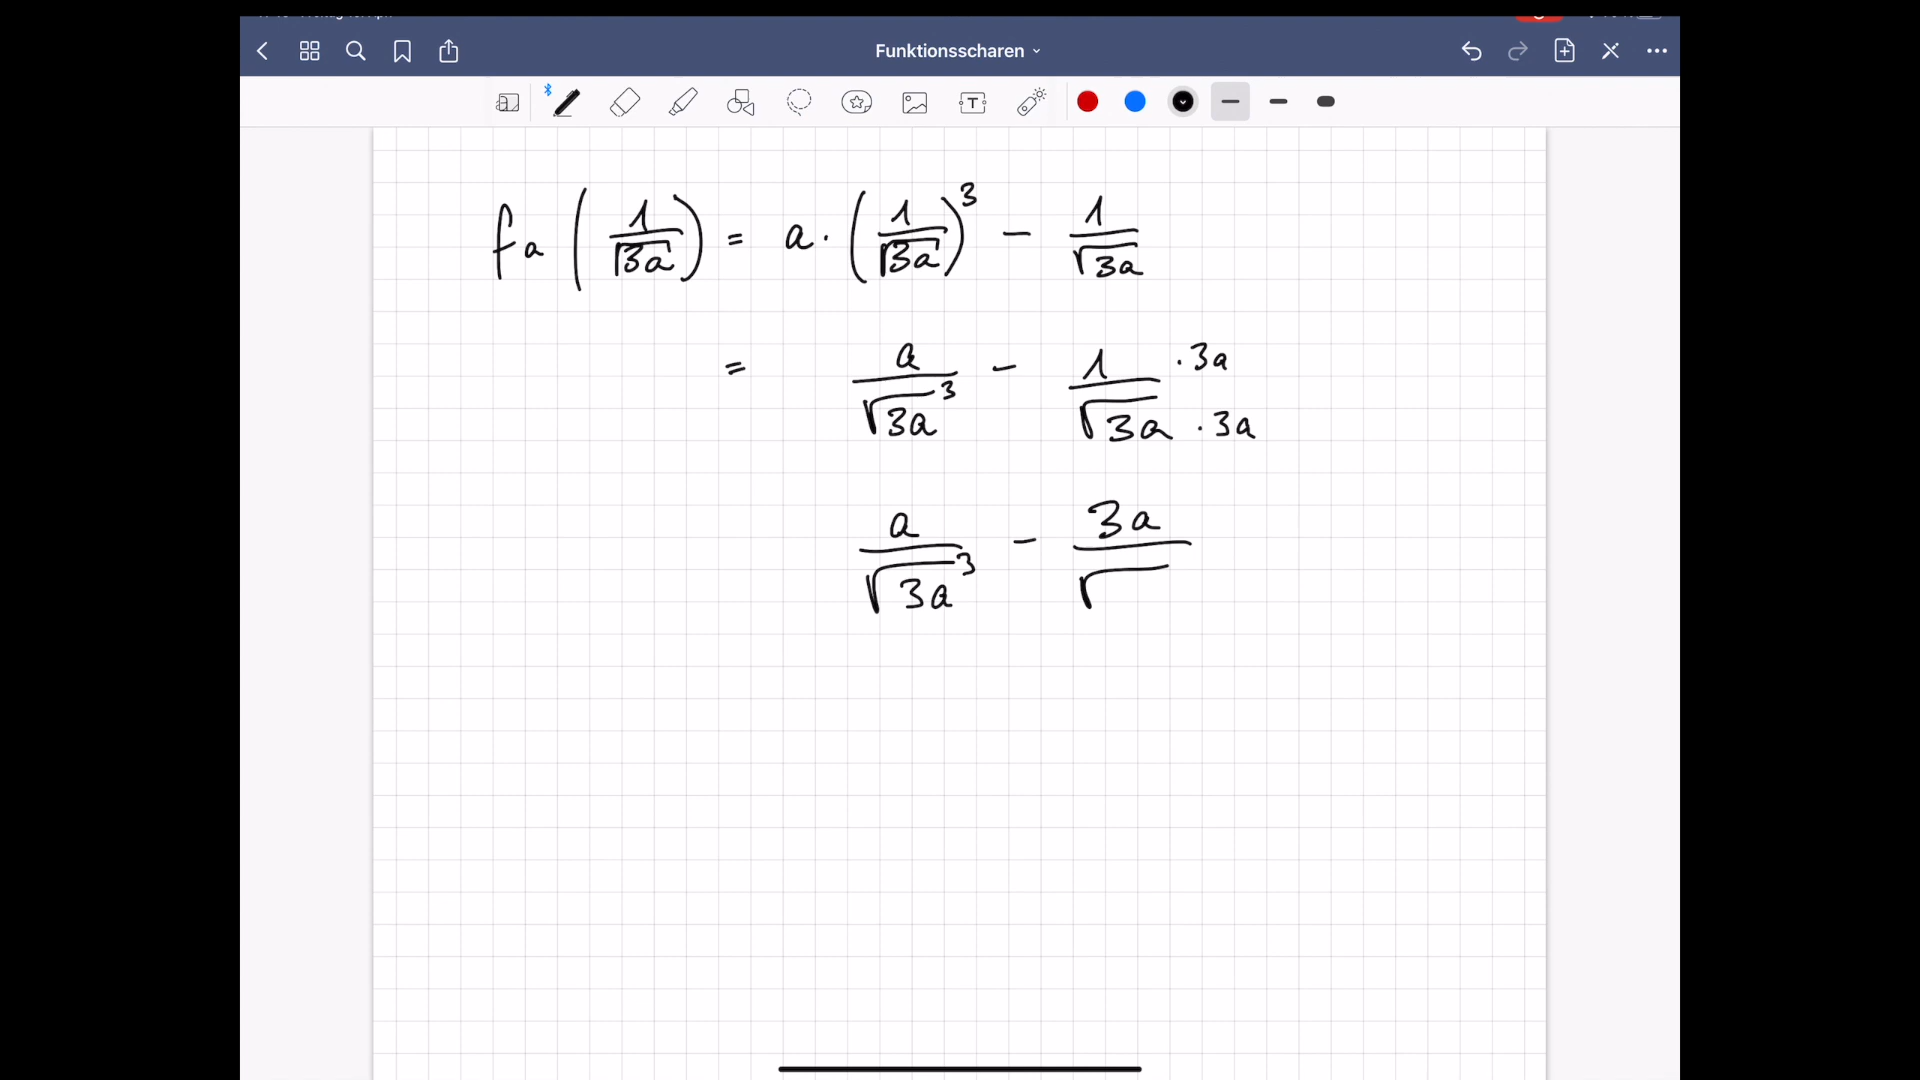 Funktionsscharen
T
fa(1/√3a) = a · (1/√3a)³ − 1/√3a
= a/√3a³ − 1/√3a · 3a · 3a
a/√3a³ − 3a/√